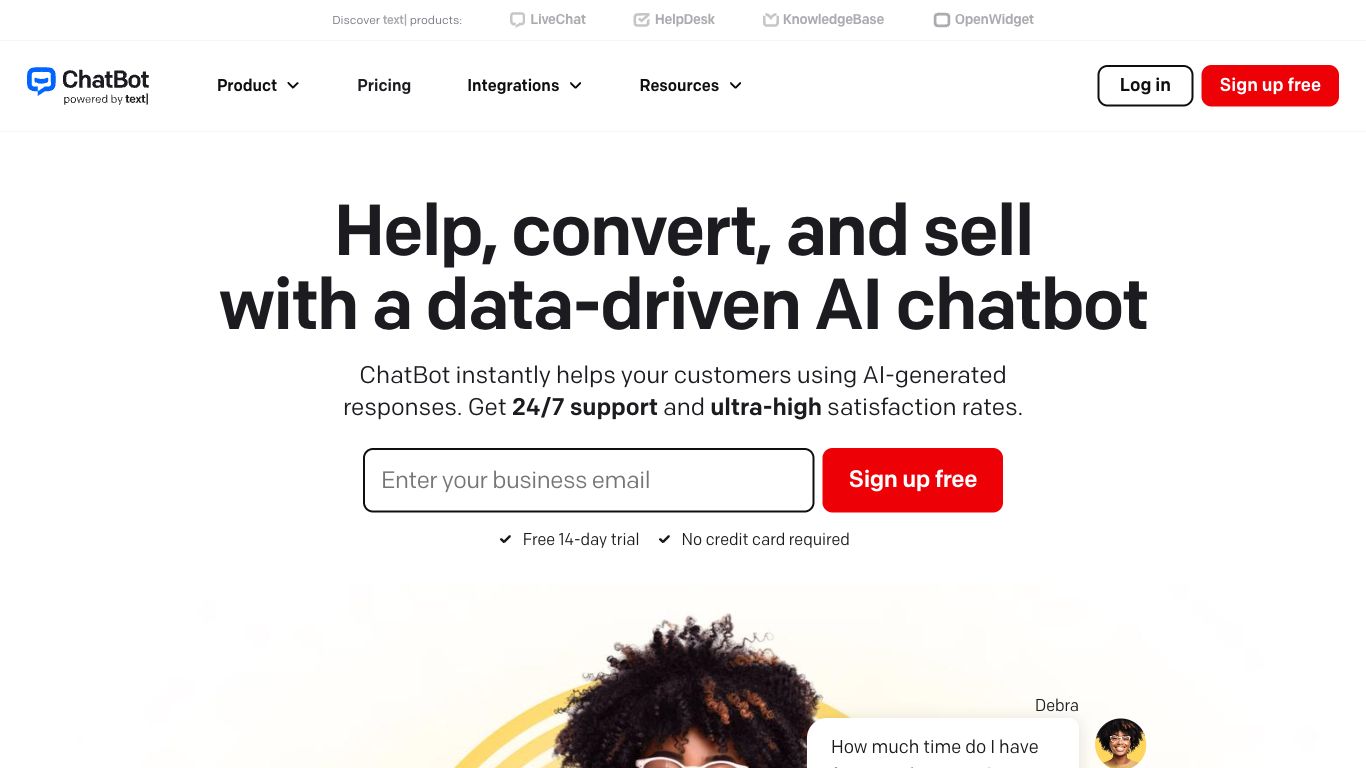 Discover text| products:
LiveChat
HelpDesk
KnowledgeBase
OpenWidget
ChatBot
powered by text|
Product
Pricing
Integrations
Resources
Log in
Sign up free
Help, convert, and sell
with a data-driven AI chatbot
ChatBot instantly helps your customers using AI-generated
responses. Get 24/7 support and ultra-high satisfaction rates.
Enter your business email
Sign up free
Free 14-day trial
No credit card required
Debra
How much time do I have